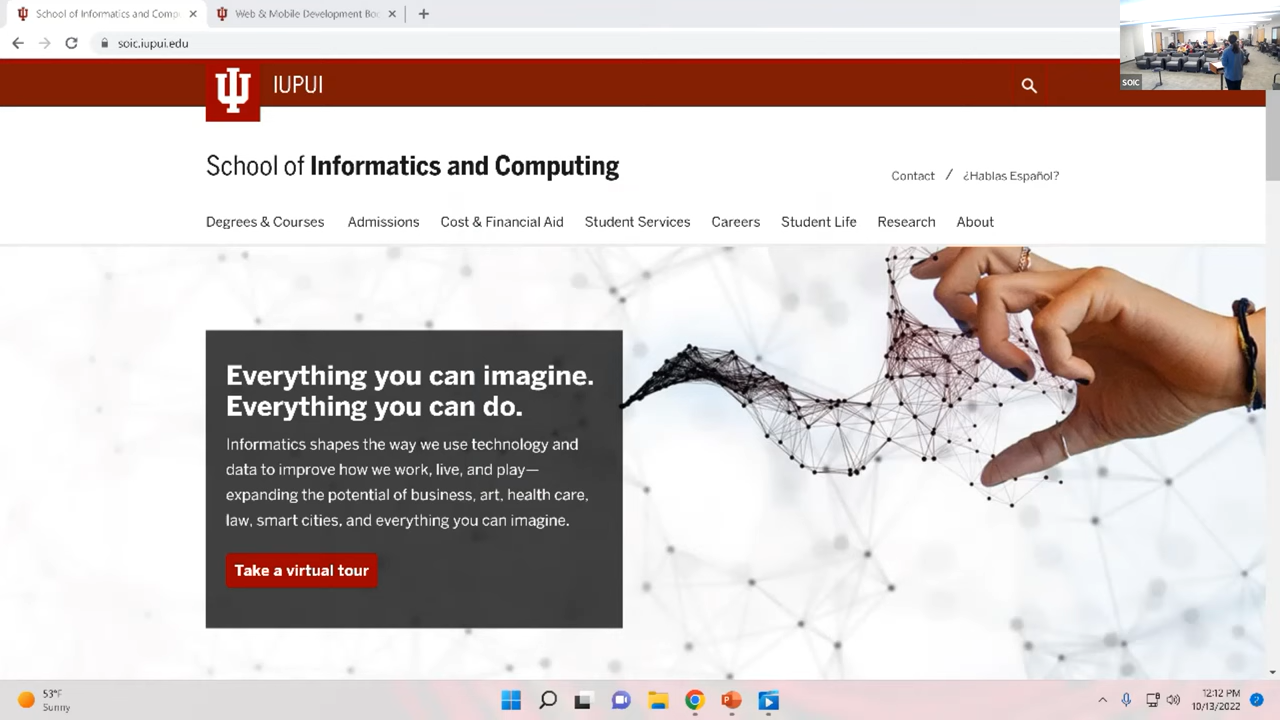 School of Informatics and Comp
Web & Mobile Development Boo
soic.iupui.edu
IUPUI
SOIC
School of Informatics and Computing
Contact / ¿Hablas Español?
Degrees & Courses Admissions Cost & Financial Aid Student Services Careers Student Life Research About
Everything you can imagine.
Everything you can do.
Informatics shapes the way we use technology and
data to improve how we work, live, and play—
expanding the potential of business, art, health care,
law, smart cities, and everything you can imagine.
Take a virtual tour
53°F
Sunny
12:12 PM
10/13/2022
2